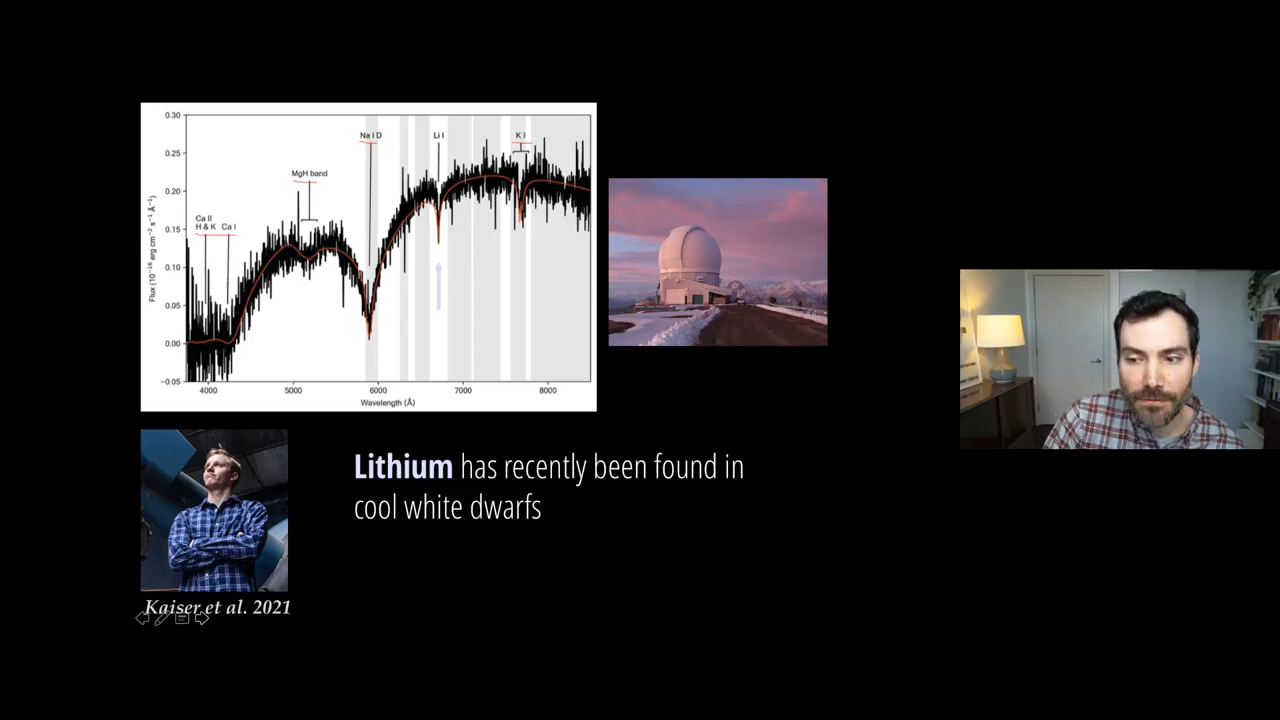 0.30
0.25
0.20
0.15
0.10
0.05
0.00
−0.05
Flux (10⁻¹⁶ erg cm⁻² s⁻¹ Å⁻¹)
Ca II
H & K
Ca I
MgH band
Na I D
Li I
K I
4000 5000 6000 7000 8000
Wavelength (Å)
Lithium has recently been found in
cool white dwarfs
Kaiser et al. 2021